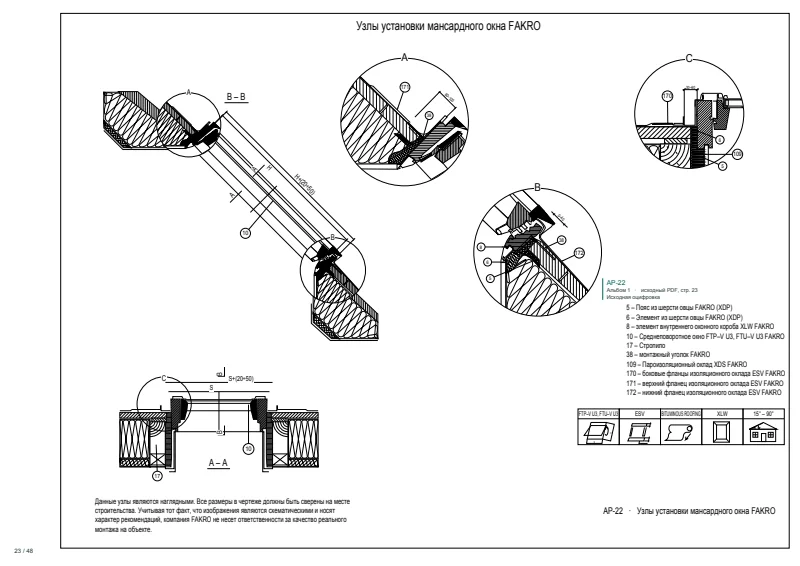 Узлы установки мансардного окна FAKRO
A
C
B – B
A
171
38
170
6
109
5
H
H+(20÷50)
A
10
B
B
8
6
5
38
172
AP-22
Альбом 1 · исходный PDF, стр. 23
Исходная оцифровка
5 – Пояс из шерсти овцы FAKRO (XDP)
6 – Элемент из шерсти овцы FAKRO (XDP)
8 – элемент внутреннего оконного короба XLW FAKRO
10 – Среднеповоротное окно FTP–V U3, FTU–V U3 FAKRO
17 – Стропило
38 – монтажный уголок FAKRO
109 – Пароизоляционный оклад XDS FAKRO
170 – боковые фланцы изоляционного оклада ESV FAKRO
171 – верхний фланец изоляционного оклада ESV FAKRO
172 – нижний фланец изоляционного оклада ESV FAKRO
C
B
S+(20÷50)
S
B
10
17
A – A
FTP–V U3, FTU–V U3 ESV BITUMINOUS ROOFING XLW 15° – 90°
Данные узлы являются наглядными. Все размеры в чертеже должны быть сверены на месте
строительства. Учитывая тот факт, что изображения являются схематическими и носят
характер рекомендаций, компания FAKRO не несет ответственности за качество реального
монтажа на объекте.
AP-22 · Узлы установки мансардного окна FAKRO
23 / 48